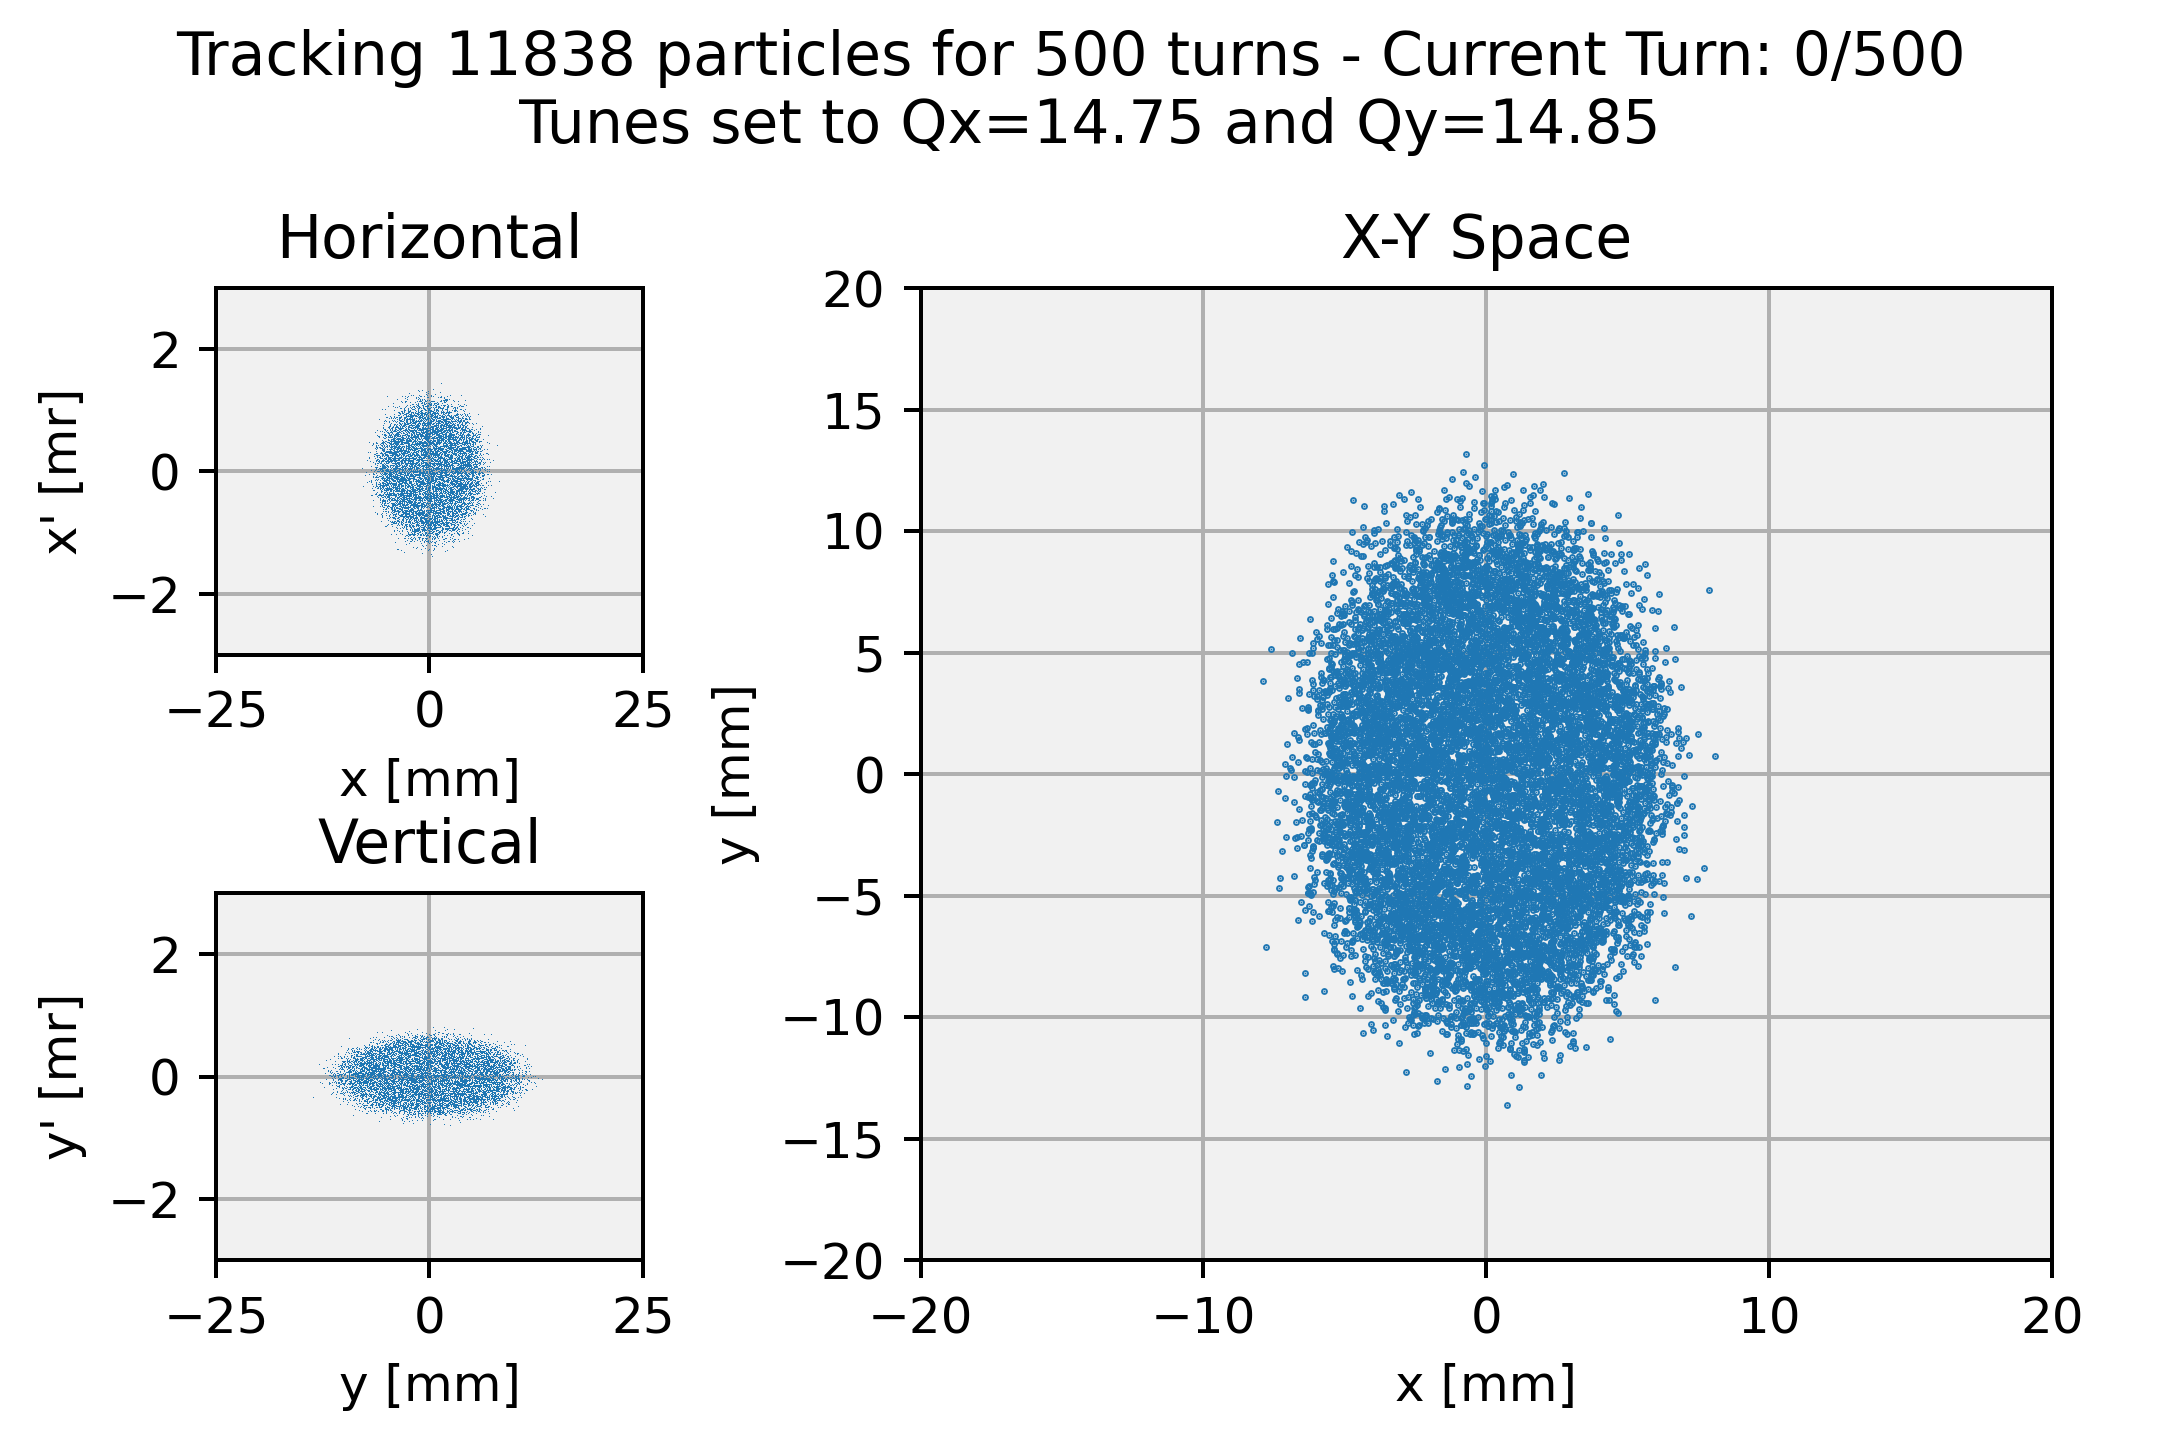 Tracking 11838 particles for 500 turns - Current Turn: 0/500
Tunes set to Qx=14.75 and Qy=14.85
Horizontal
2
0
−2
x' [mr]
−25 0 25
x [mm]
Vertical
2
0
−2
y' [mr]
−25 0 25
y [mm]
X-Y Space
20
15
10
5
0
−5
−10
−15
−20
y [mm]
−20 −10 0 10 20
x [mm]